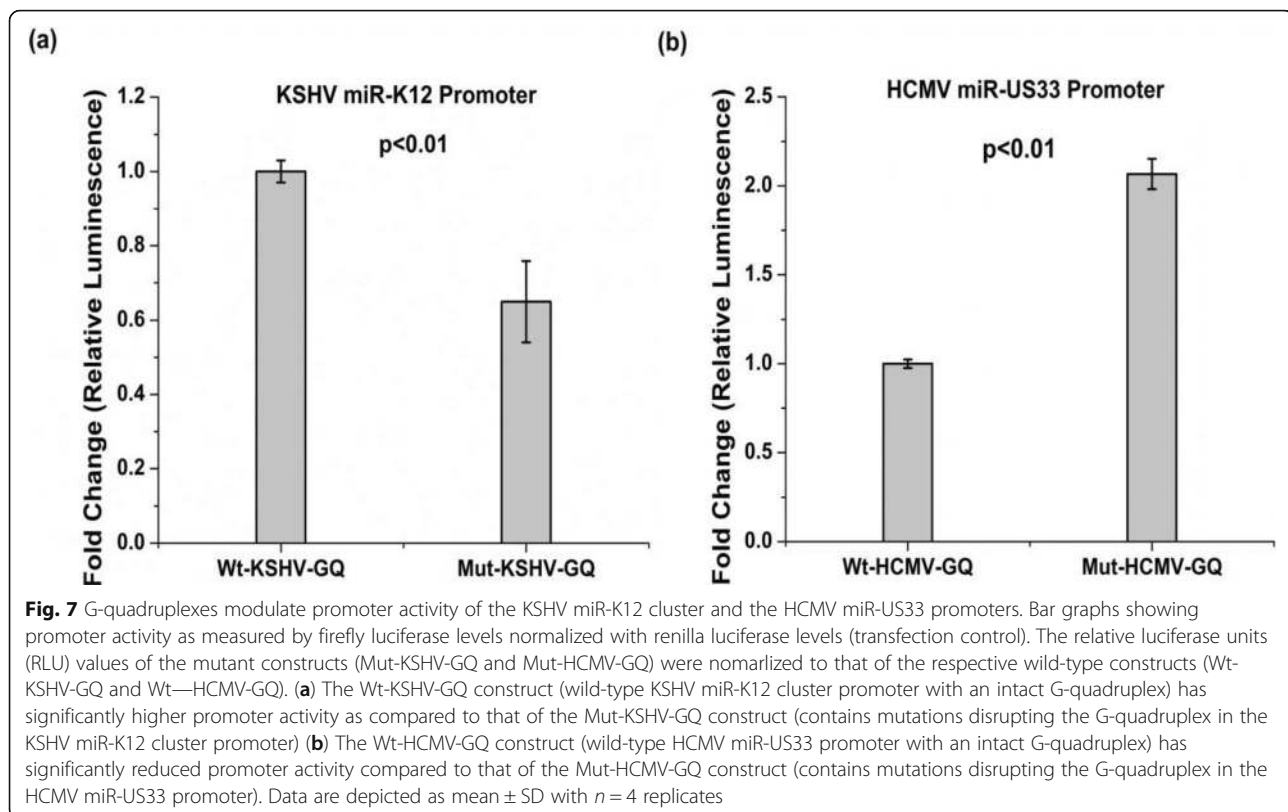 (a)
KSHV miR-K12 Promoter
p<0.01
Fold Change (Relative Luminescence)
1.2
1.0
0.8
0.6
0.4
0.2
0.0
Wt-KSHV-GQ
Mut-KSHV-GQ
(b)
HCMV miR-US33 Promoter
p<0.01
Fold Change (Relative Luminescence)
2.5
2.0
1.5
1.0
0.5
0.0
Wt-HCMV-GQ
Mut-HCMV-GQ
Fig. 7 G-quadruplexes modulate promoter activity of the KSHV miR-K12 cluster and the HCMV miR-US33 promoters. Bar graphs showing
promoter activity as measured by firefly luciferase levels normalized with renilla luciferase levels (transfection control). The relative luciferase units
(RLU) values of the mutant constructs (Mut-KSHV-GQ and Mut-HCMV-GQ) were nomarlized to that of the respective wild-type constructs (Wt-
KSHV-GQ and Wt—HCMV-GQ). (a) The Wt-KSHV-GQ construct (wild-type KSHV miR-K12 cluster promoter with an intact G-quadruplex) has
significantly higher promoter activity as compared to that of the Mut-KSHV-GQ construct (contains mutations disrupting the G-quadruplex in the
KSHV miR-K12 cluster promoter) (b) The Wt-HCMV-GQ construct (wild-type HCMV miR-US33 promoter with an intact G-quadruplex) has
significantly reduced promoter activity compared to that of the Mut-HCMV-GQ construct (contains mutations disrupting the G-quadruplex in the
HCMV miR-US33 promoter). Data are depicted as mean ± SD with n = 4 replicates